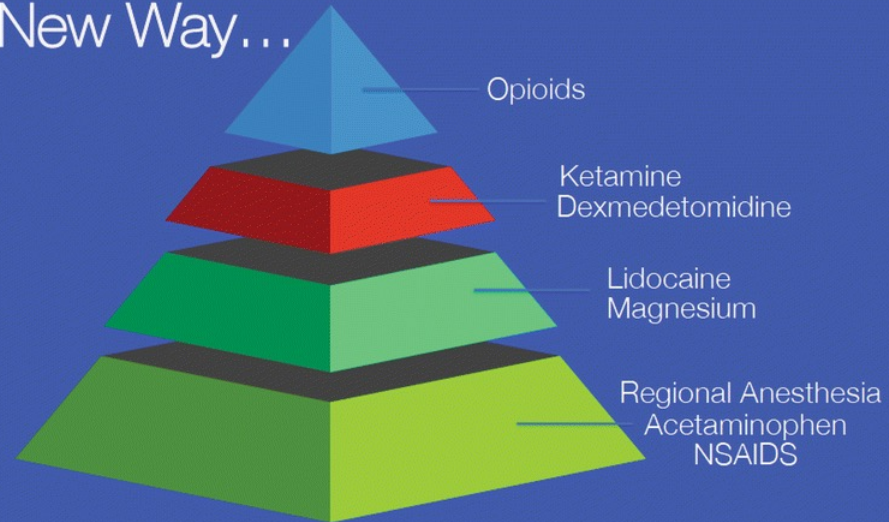 New Way...
Opioids
Ketamine
Dexmedetomidine
Lidocaine
Magnesium
Regional Anesthesia
Acetaminophen
NSAIDS